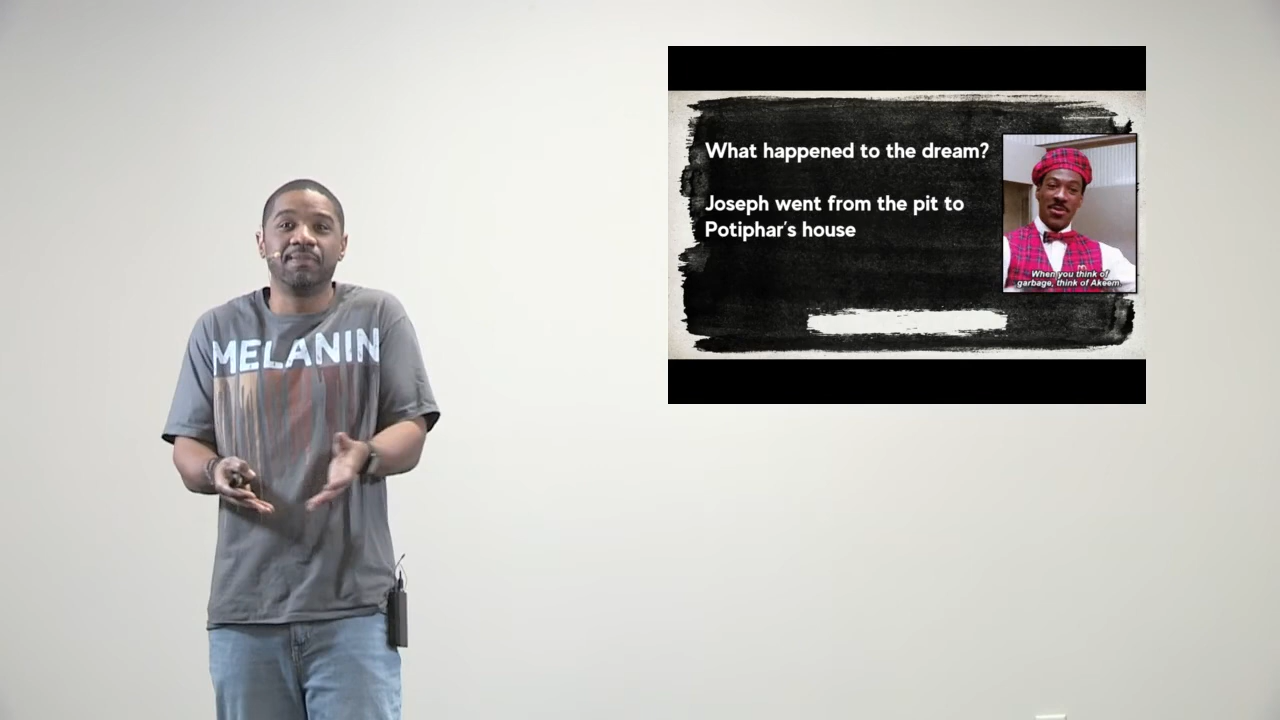 What happened to the dream?
Joseph went from the pit to
Potiphar's house
When you think of
garbage, think of Akeem
MELANIN